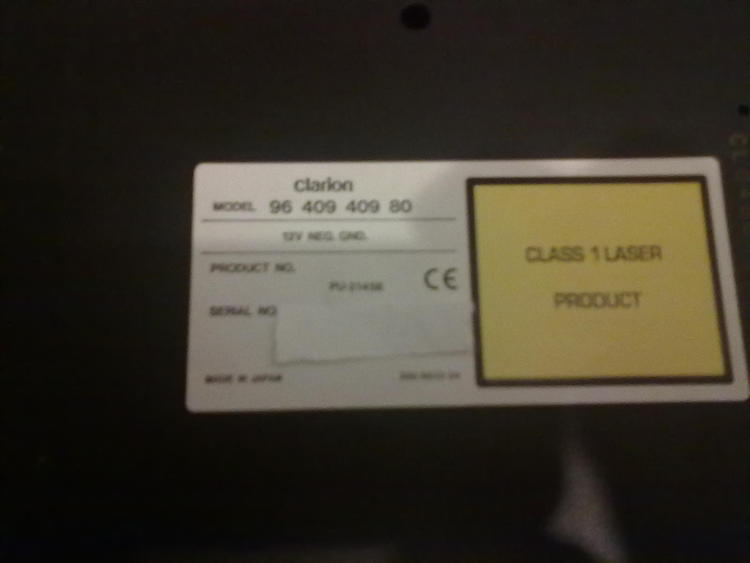 clarion
MODEL 96 409 409 80
12V NEG. GND.
PRODUCT NO.
CE
SERIAL NO
MADE IN JAPAN
CLASS 1 LASER
PRODUCT